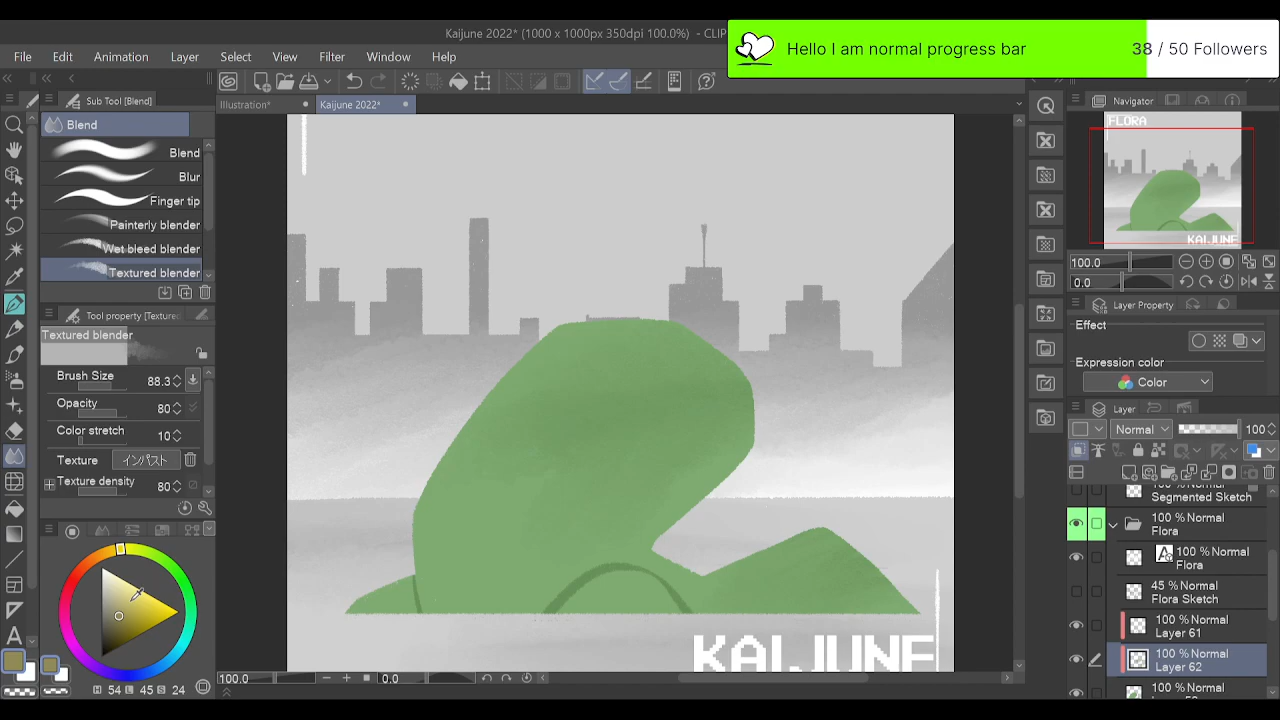 Kaijune 2022* (1000 x 1000px 350dpi 100.0%) - CLIP
Hello I am normal progress bar
38 / 50 Followers
File Edit Animation Layer Select View Filter Window Help
Sub Tool [Blend]
Illustration*
Kaijune 2022*
Navigator
Blend
Blend
Blur
Finger tip
Painterly blender
Wet bleed blender
Textured blender
FLORA
KAIJUNE
100.0
0.0
Tool property [Textured
Textured blender
Brush Size 88.3
Opacity 80
Color stretch 10
Texture インパスト
Texture density 80
Layer Property
Effect
Expression color
Color
Layer
Normal 100
Segmented Sketch
100 % Normal
Flora
100 % Normal
Flora
45 % Normal
Flora Sketch
100 % Normal
Layer 61
100 % Normal
Layer 62
100 % Normal
KAIJUNE
H 54 L 45 S 24
100.0
0.0